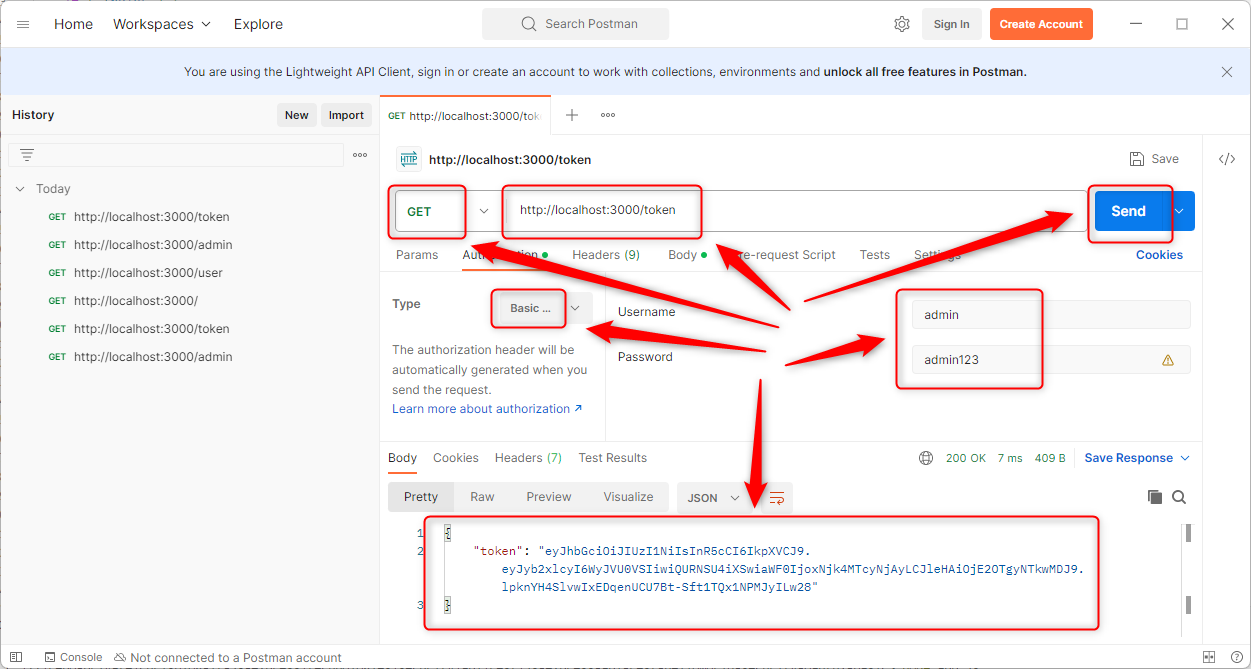 Home Workspaces Explore Search Postman Sign In Create Account
You are using the Lightweight API Client, sign in or create an account to work with collections, environments and unlock all free features in Postman.
History New Import
GET http://localhost:3000/tok
HTTP http://localhost:3000/token Save
Today
GET http://localhost:3000/token
GET http://localhost:3000/admin
GET http://localhost:3000/user
GET http://localhost:3000/
GET http://localhost:3000/token
GET http://localhost:3000/admin
GET http://localhost:3000/token Send
Params Headers (9) Body Tests Cookies
Type Basic ...
Username admin
Password admin123
The authorization header will be
automatically generated when you
send the request.
Learn more about authorization ↗
Body Cookies Headers (7) Test Results 200 OK 7 ms 409 B Save Response
Pretty Raw Preview Visualize JSON
1 {
2 "token": "eyJhbGciOiJIUzI1NiIsInR5cCI6IkpXVCJ9.
eyJyb2xlcyI6WyJVU0VSIiwiQURNSU4iXSwiaWF0IjoxNjk4MTcyNjAyLCJleHAiOjE2OTgyNTkwMDJ9.
lpknYH4SlvwIxEDqenUCU7Bt-Sft1TQx1NPMJyILw28"
3 }
Console Not connected to a Postman account